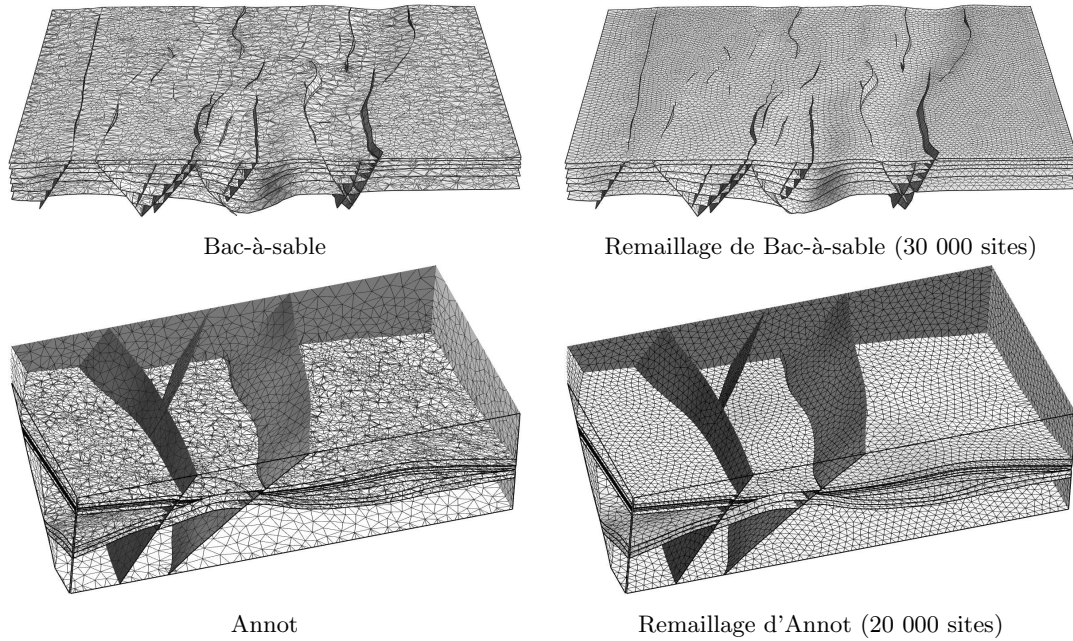 Bac-à-sable
Remaillage de Bac-à-sable (30 000 sites)
Annot
Remaillage d'Annot (20 000 sites)